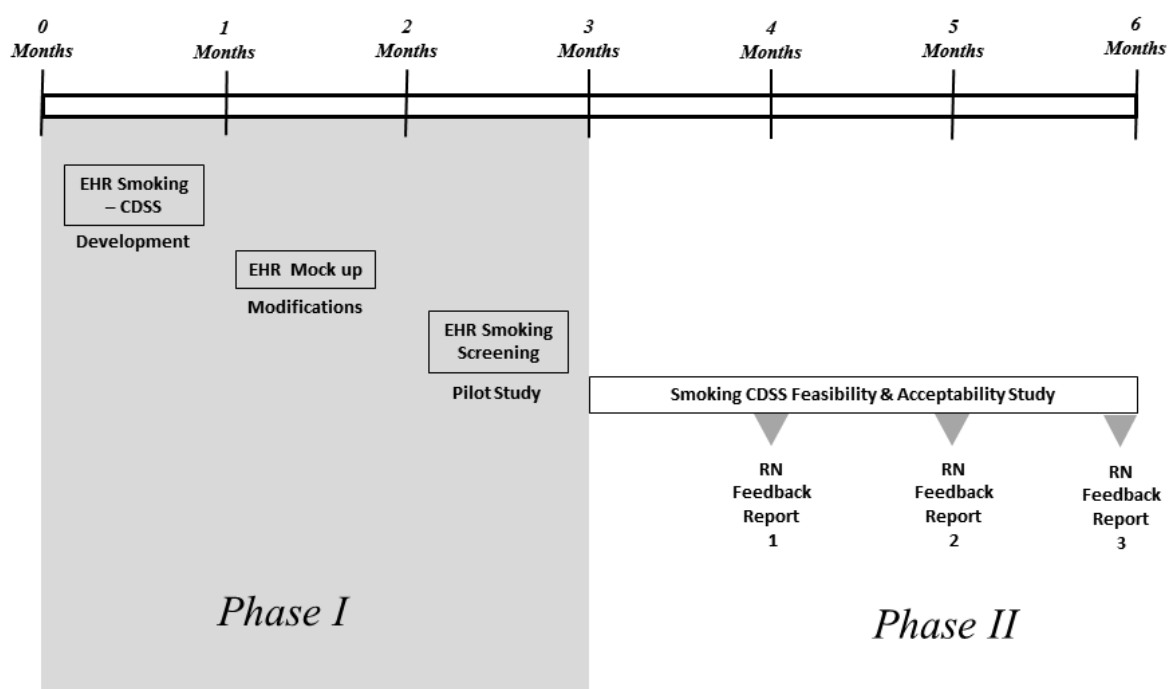 0
Months
1
Months
2
Months
3
Months
4
Months
5
Months
6
Months
EHR Smoking
– CDSS
Development
EHR Mock up
Modifications
EHR Smoking
Screening
Pilot Study
Smoking CDSS Feasibility & Acceptability Study
RN
Feedback
Report
1
RN
Feedback
Report
2
RN
Feedback
Report
3
Phase I
Phase II